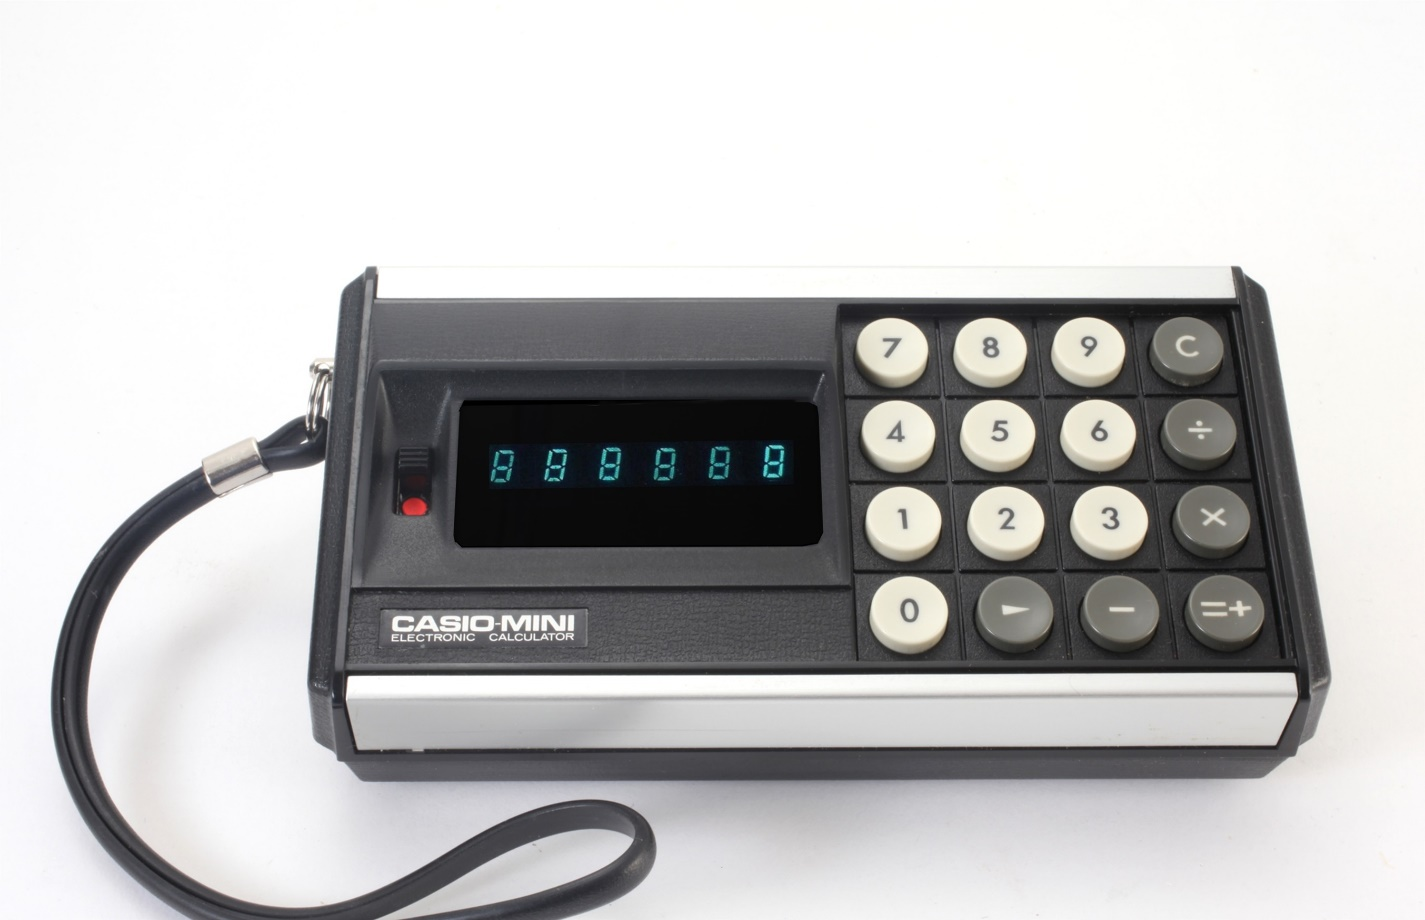 888888
7 8 9 C
4 5 6 ÷
1 2 3 ×
0 ► − =+
CASIO-MINI
ELECTRONIC CALCULATOR